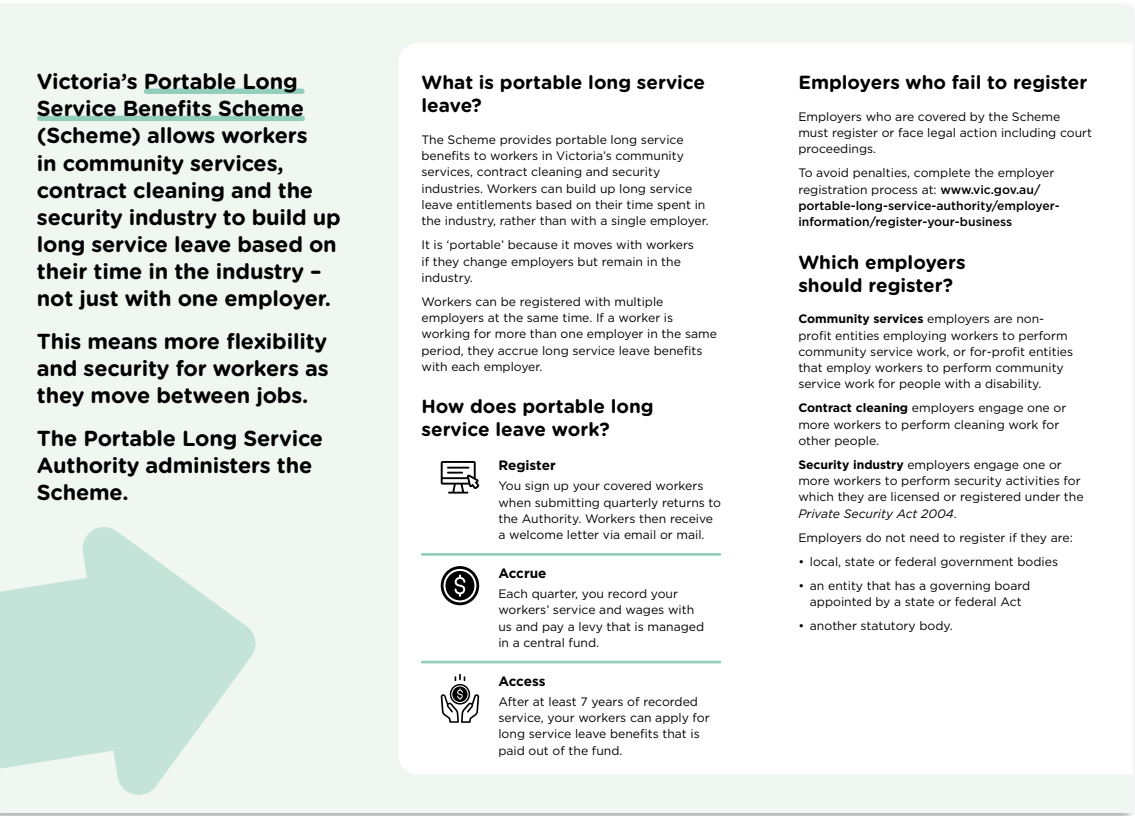 Victoria’s Portable Long
Service Benefits Scheme
(Scheme) allows workers
in community services,
contract cleaning and the
security industry to build up
long service leave based on
their time in the industry –
not just with one employer.
This means more flexibility
and security for workers as
they move between jobs.
The Portable Long Service
Authority administers the
Scheme.
What is portable long service
leave?
The Scheme provides portable long service
benefits to workers in Victoria’s community
services, contract cleaning and security
industries. Workers can build up long service
leave entitlements based on their time spent in
the industry, rather than with a single employer.
It is ‘portable’ because it moves with workers
if they change employers but remain in the
industry.
Workers can be registered with multiple
employers at the same time. If a worker is
working for more than one employer in the same
period, they accrue long service leave benefits
with each employer.
How does portable long
service leave work?
Register
You sign up your covered workers
when submitting quarterly returns to
the Authority. Workers then receive
a welcome letter via email or mail.
$
Accrue
Each quarter, you record your
workers’ service and wages with
us and pay a levy that is managed
in a central fund.
$
Access
After at least 7 years of recorded
service, your workers can apply for
long service leave benefits that is
paid out of the fund.
Employers who fail to register
Employers who are covered by the Scheme
must register or face legal action including court
proceedings.
To avoid penalties, complete the employer
registration process at: www.vic.gov.au/
portable-long-service-authority/employer-
information/register-your-business
Which employers
should register?
Community services employers are non-
profit entities employing workers to perform
community service work, or for-profit entities
that employ workers to perform community
service work for people with a disability.
Contract cleaning employers engage one or
more workers to perform cleaning work for
other people.
Security industry employers engage one or
more workers to perform security activities for
which they are licensed or registered under the
Private Security Act 2004.
Employers do not need to register if they are:
• local, state or federal government bodies
• an entity that has a governing board
appointed by a state or federal Act
• another statutory body.